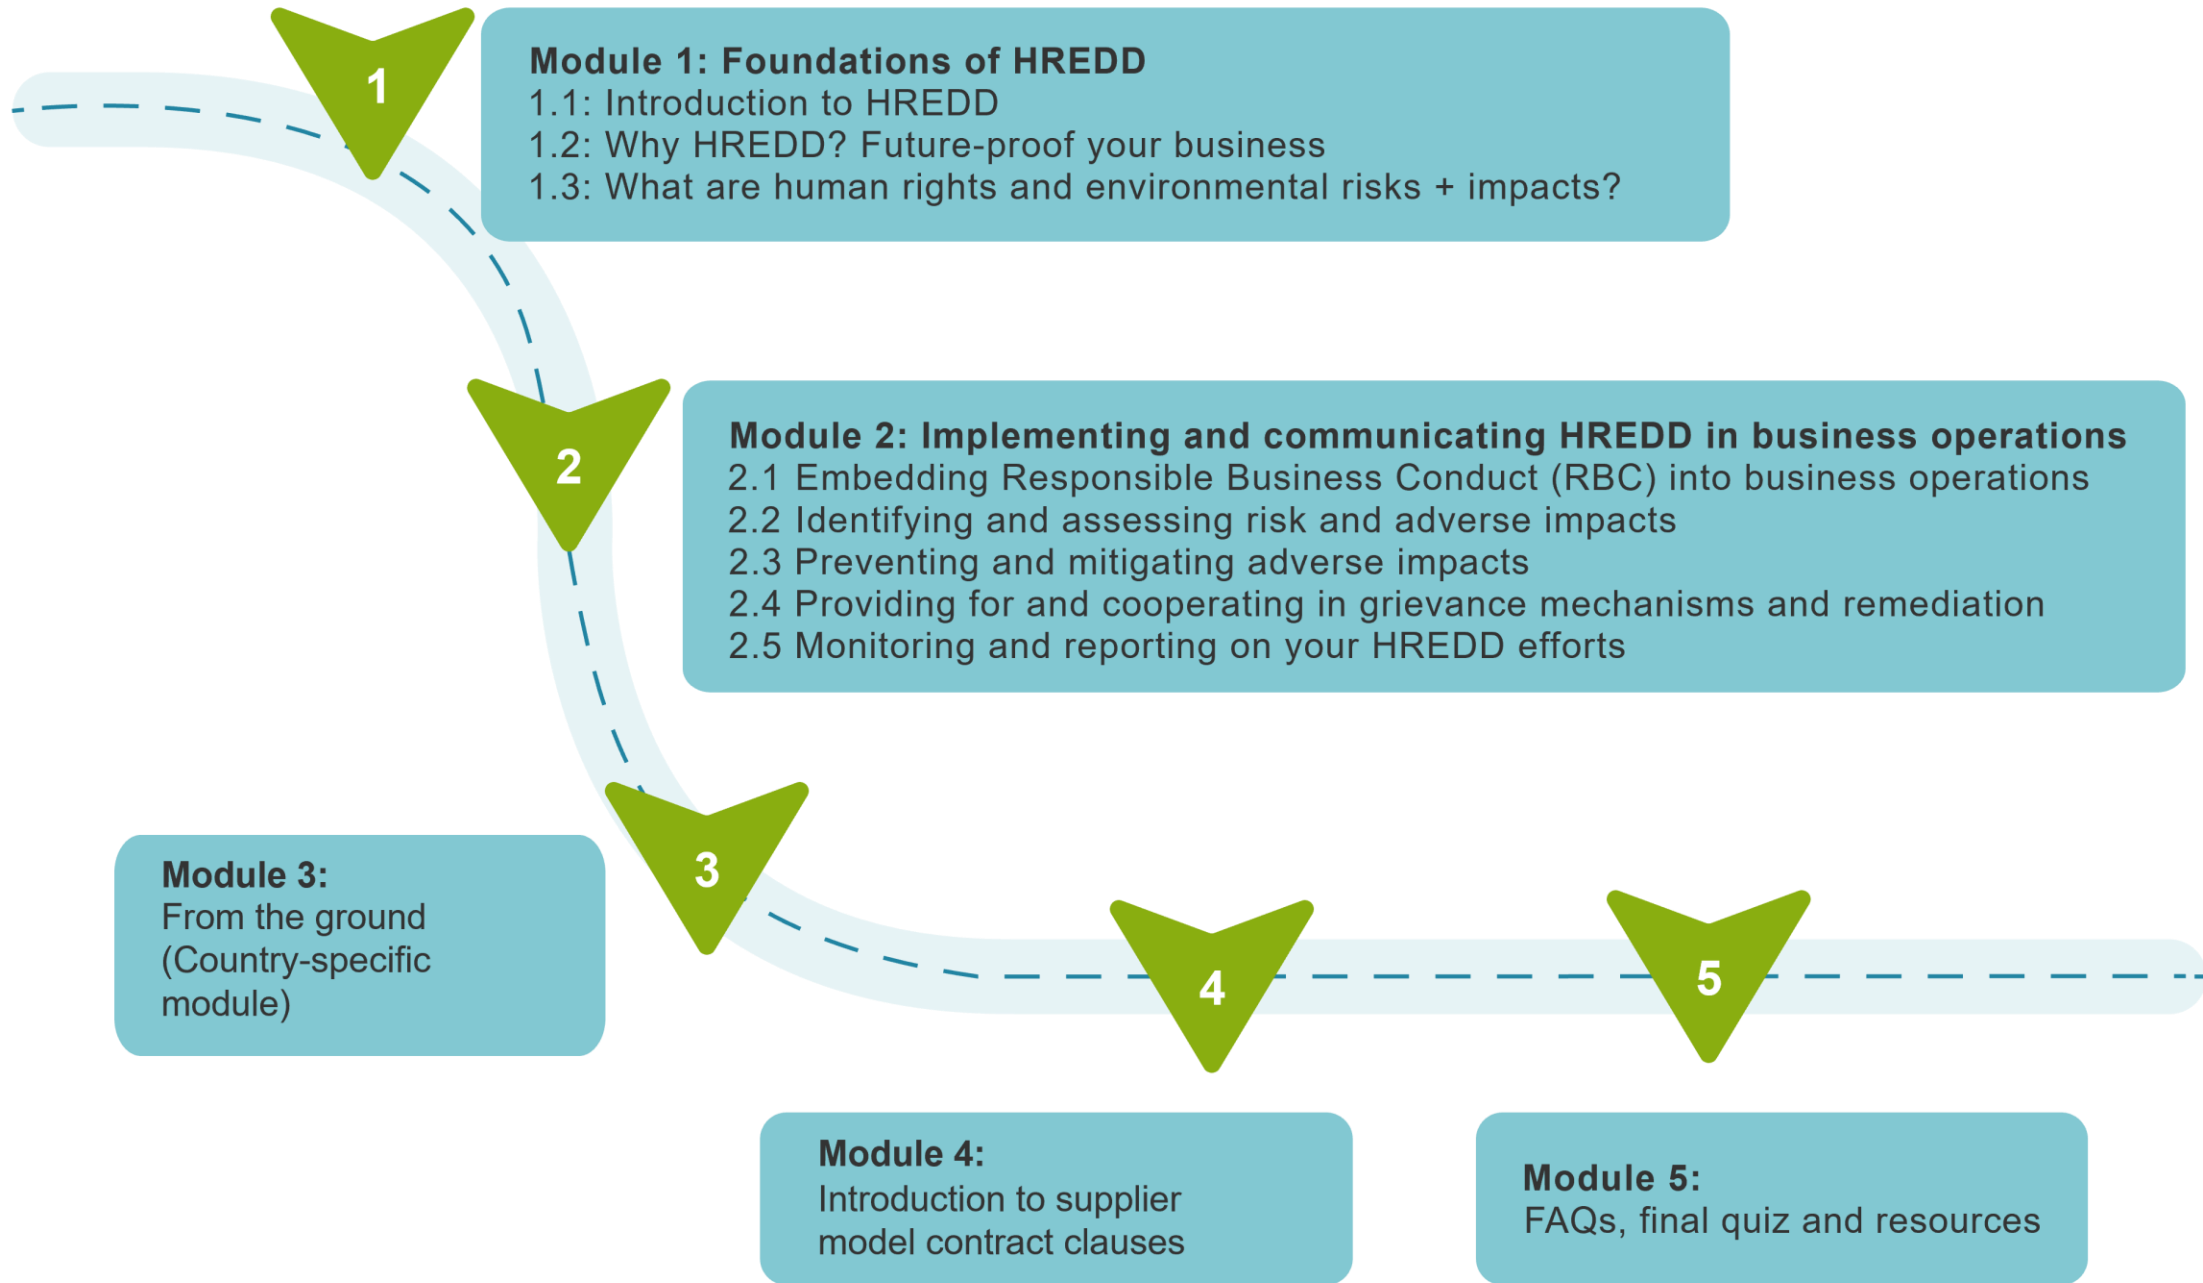 1
Module 1: Foundations of HREDD
1.1: Introduction to HREDD
1.2: Why HREDD? Future-proof your business
1.3: What are human rights and environmental risks + impacts?
2
Module 2: Implementing and communicating HREDD in business operations
2.1 Embedding Responsible Business Conduct (RBC) into business operations
2.2 Identifying and assessing risk and adverse impacts
2.3 Preventing and mitigating adverse impacts
2.4 Providing for and cooperating in grievance mechanisms and remediation
2.5 Monitoring and reporting on your HREDD efforts
3
Module 3:
From the ground
(Country-specific
module)
4
Module 4:
Introduction to supplier
model contract clauses
5
Module 5:
FAQs, final quiz and resources